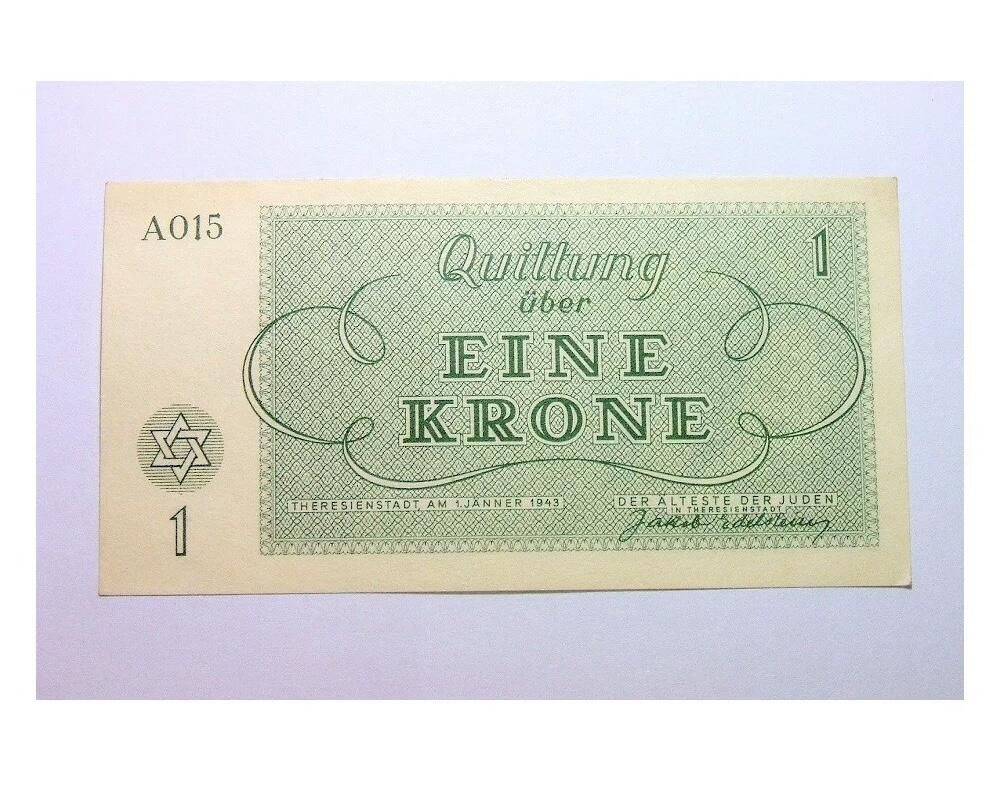 A015
Quittung
über
EINE
KRONE
1
1
THERESIENSTADT AM 1.JÄNNER 1943
DER ÄLTESTE DER JUDEN
IN THERESIENSTADT
Jakob Edelstein